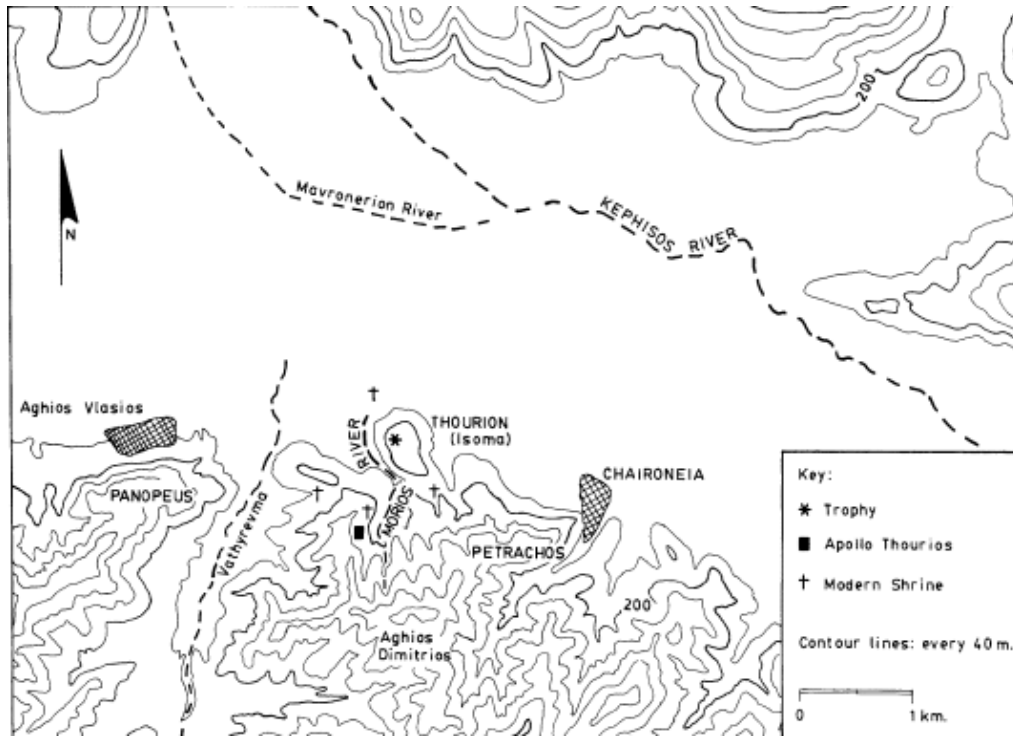 200
Mavronerion River
KEPHISOS RIVER
N
Aghios Vlasios
PANOPEUS
Vathyrevma
RIVER
MORIOS
THOURION
(Isoma)
CHAIRONEIA
PETRACHOS
200
Aghios
Dimitrios
Key:
Trophy
Apollo Thourios
Modern Shrine
Contour lines: every 40 m.
0 1 km.